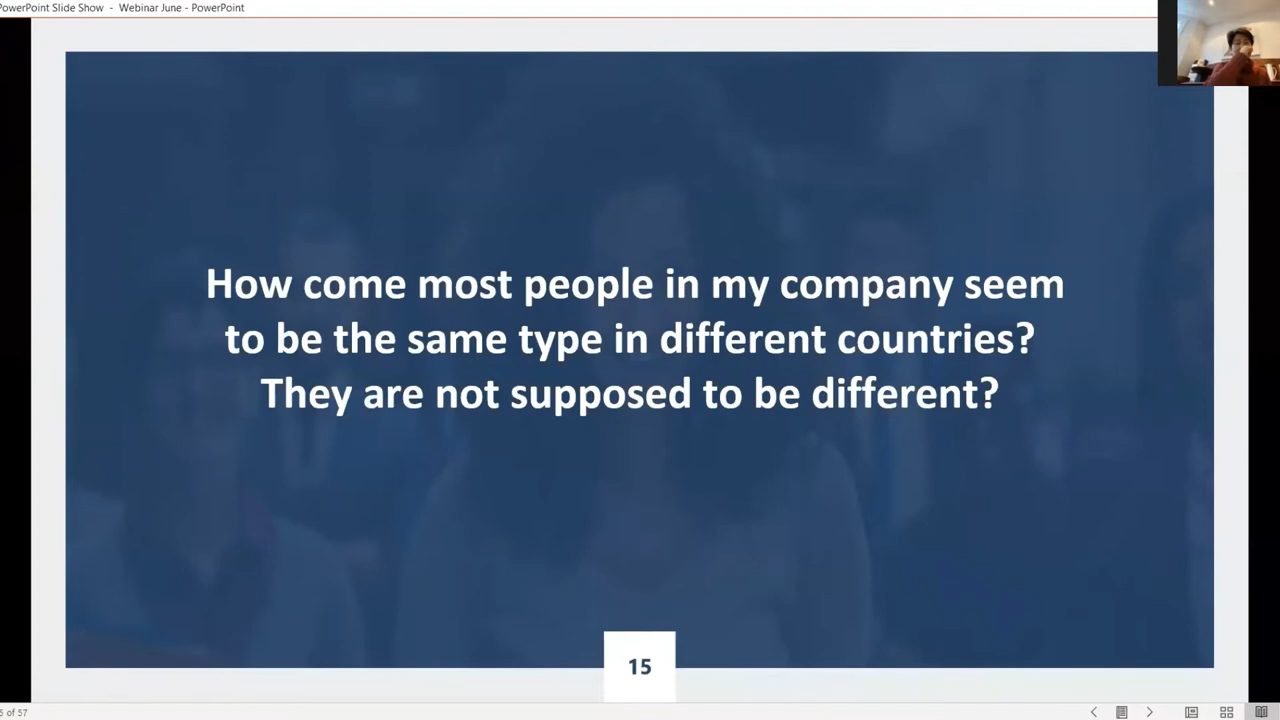 PowerPoint Slide Show - Webinar June - PowerPoint
How come most people in my company seem
to be the same type in different countries?
They are not supposed to be different?
15
of 57